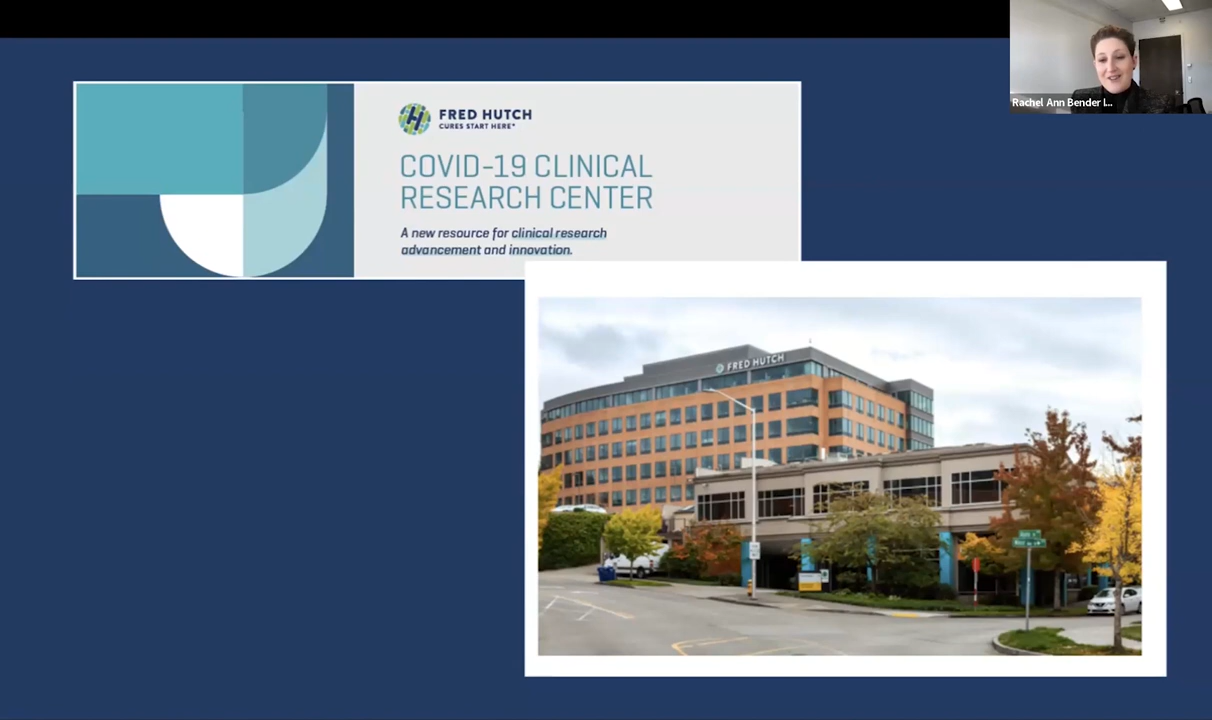 Rachel Ann Bender I...
FRED HUTCH
CURES START HERE®
COVID-19 CLINICAL
RESEARCH CENTER
A new resource for clinical research
advancement and innovation.
FRED HUTCH